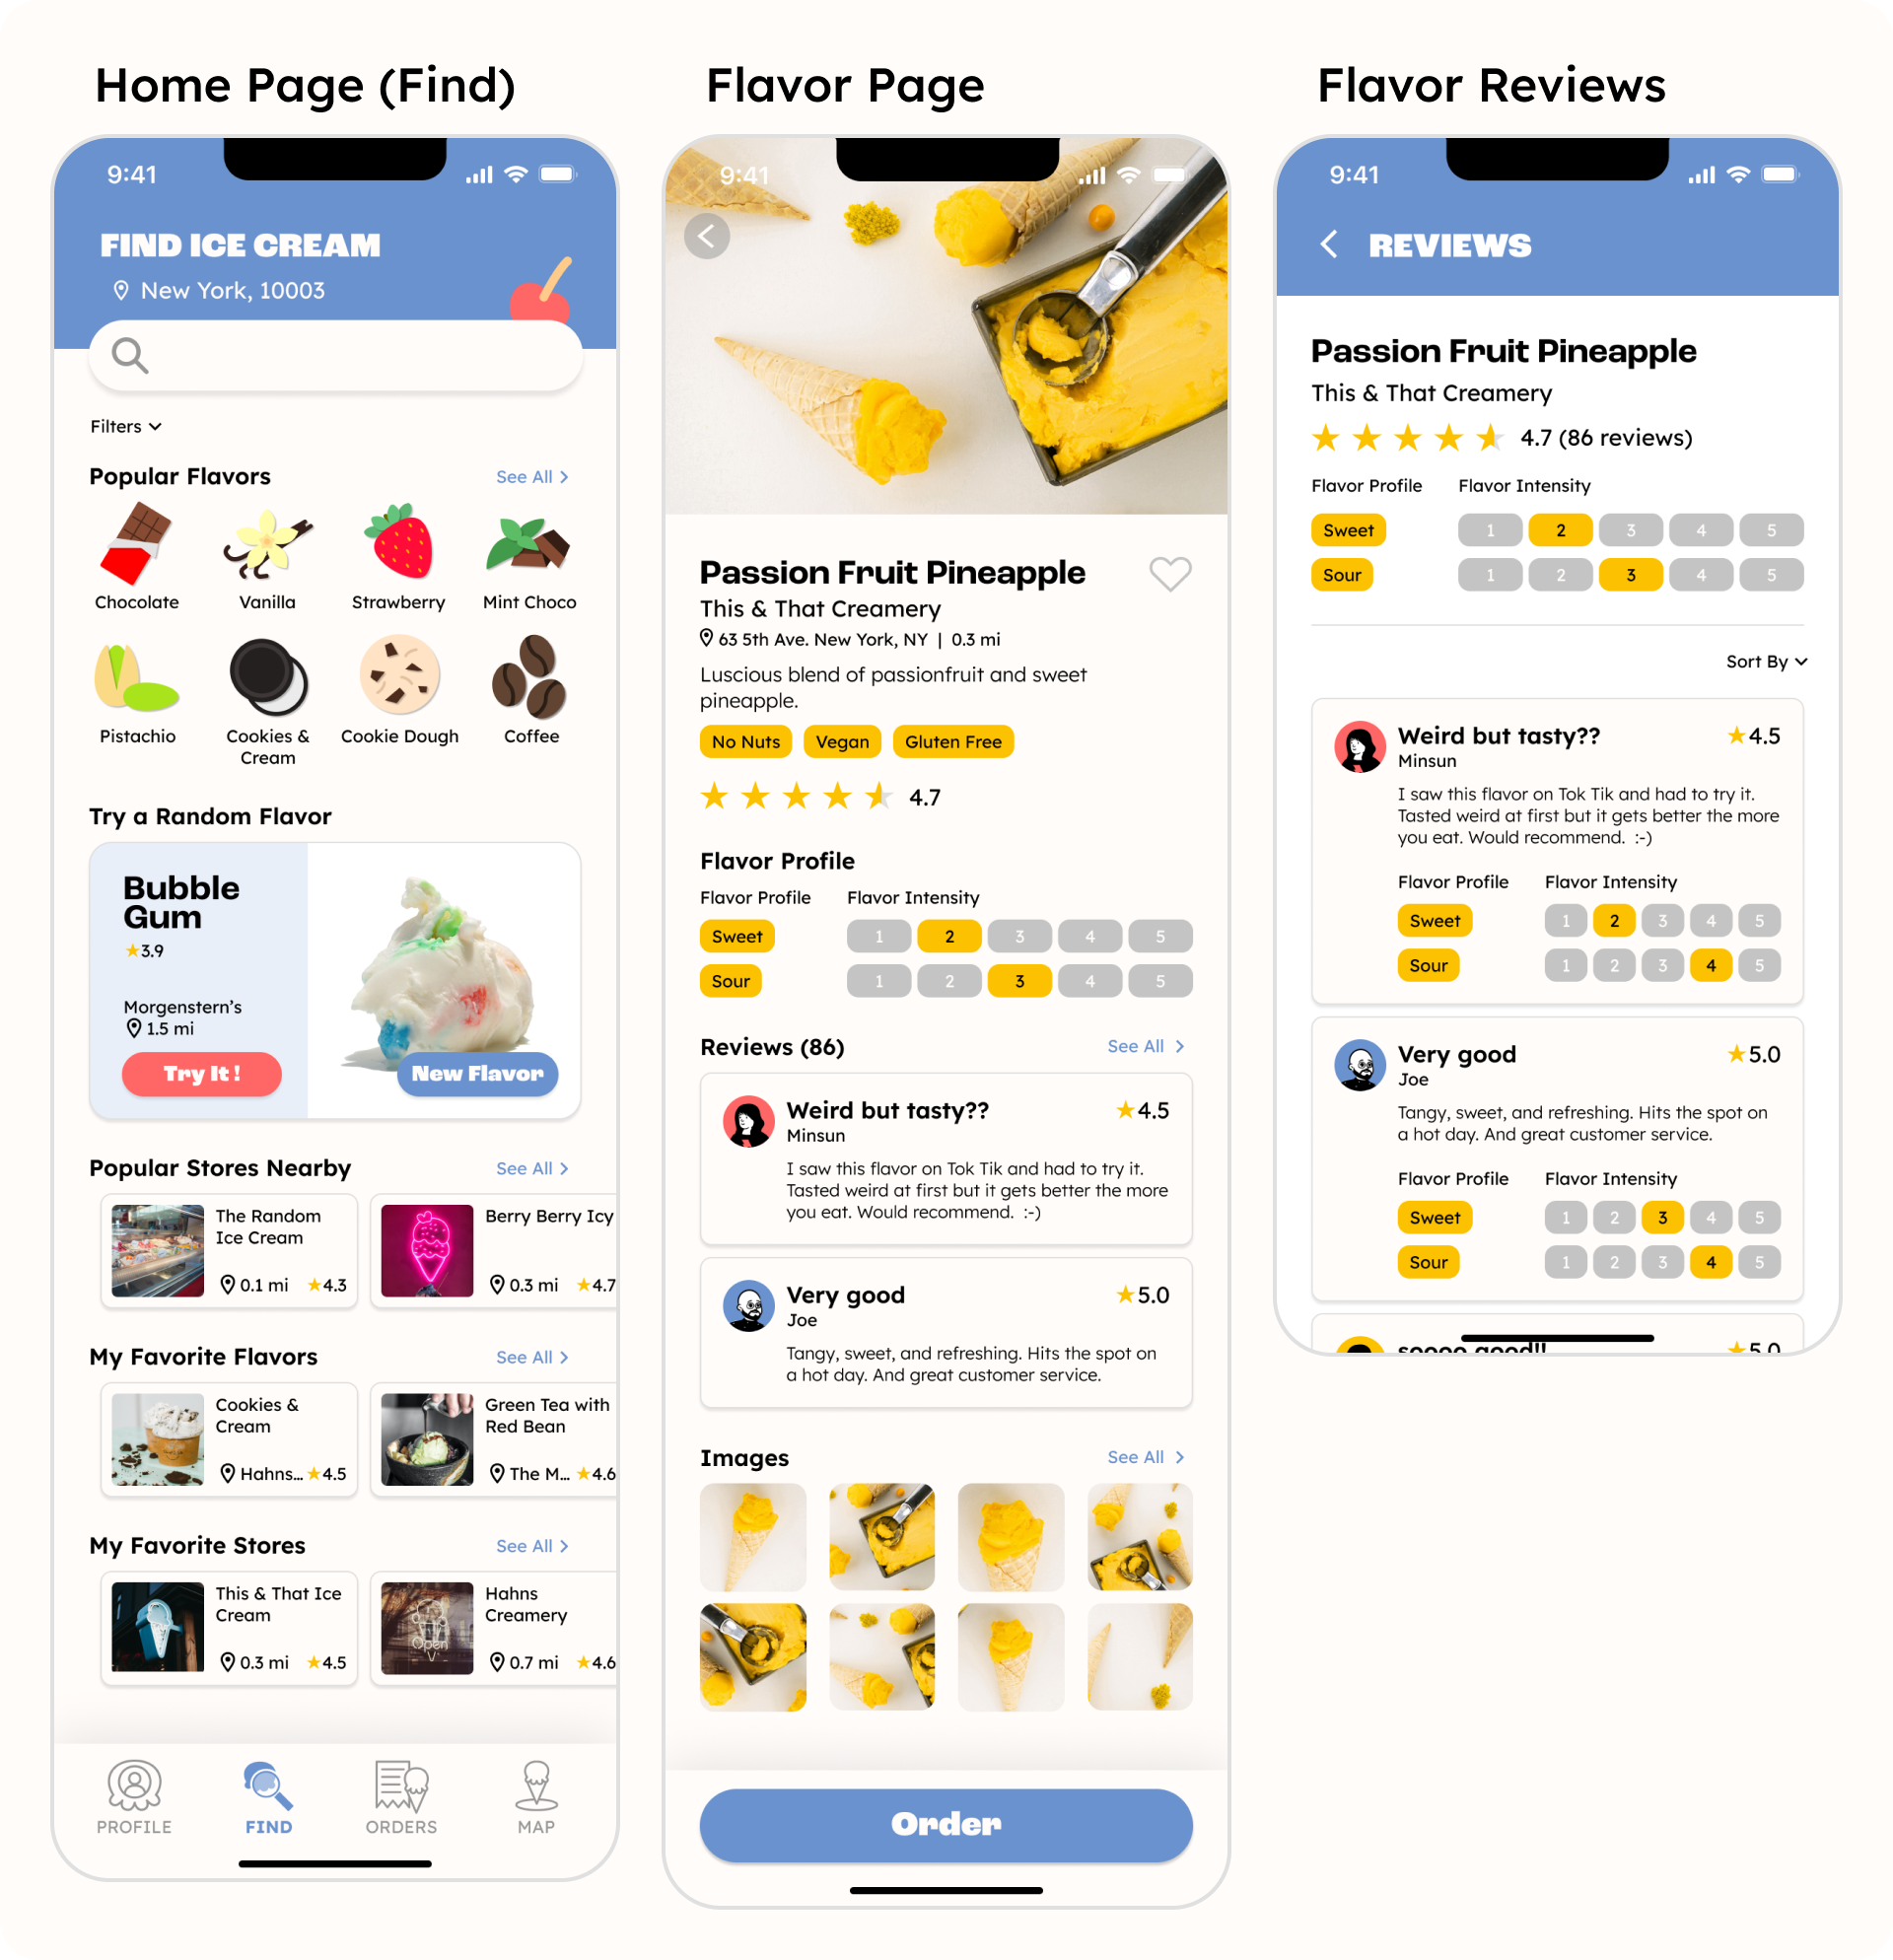 Home Page (Find)
9:41
FIND ICE CREAM
New York, 10003
Filters
Popular Flavors
See All
Chocolate
Vanilla
Strawberry
Mint Choco
Pistachio
Cookies &
Cream
Cookie Dough
Coffee
Try a Random Flavor
Bubble
Gum
3.9
Morgenstern's
1.5 mi
Try It !
New Flavor
Popular Stores Nearby
See All
The Random
Ice Cream
0.1 mi
4.3
Berry Berry Icy
0.3 mi
4.7
My Favorite Flavors
See All
Cookies &
Cream
Hahns...
4.5
Green Tea with
Red Bean
The M...
4.6
My Favorite Stores
See All
This & That Ice
Cream
0.3 mi
4.5
Open
Hahns
Creamery
0.7 mi
4.6
PROFILE
FIND
ORDERS
MAP
Flavor Page
9:41
Passion Fruit Pineapple
This & That Creamery
63 5th Ave. New York, NY | 0.3 mi
Luscious blend of passionfruit and sweet
pineapple.
No Nuts
Vegan
Gluten Free
4.7
Flavor Profile
Flavor Profile
Flavor Intensity
Sweet
1 2 3 4 5
Sour
1 2 3 4 5
Reviews (86)
See All
Weird but tasty??
4.5
Minsun
I saw this flavor on Tok Tik and had to try it.
Tasted weird at first but it gets better the more
you eat. Would recommend. :-)
Very good
5.0
Joe
Tangy, sweet, and refreshing. Hits the spot on
a hot day. And great customer service.
Images
See All
Order
Flavor Reviews
9:41
REVIEWS
Passion Fruit Pineapple
This & That Creamery
4.7 (86 reviews)
Flavor Profile
Flavor Intensity
Sweet
1 2 3 4 5
Sour
1 2 3 4 5
Sort By
Weird but tasty??
4.5
Minsun
I saw this flavor on Tok Tik and had to try it.
Tasted weird at first but it gets better the more
you eat. Would recommend. :-)
Flavor Profile
Flavor Intensity
Sweet
1 2 3 4 5
Sour
1 2 3 4 5
Very good
5.0
Joe
Tangy, sweet, and refreshing. Hits the spot on
a hot day. And great customer service.
Flavor Profile
Flavor Intensity
Sweet
1 2 3 4 5
Sour
1 2 3 4 5
soooo good!!
5.0